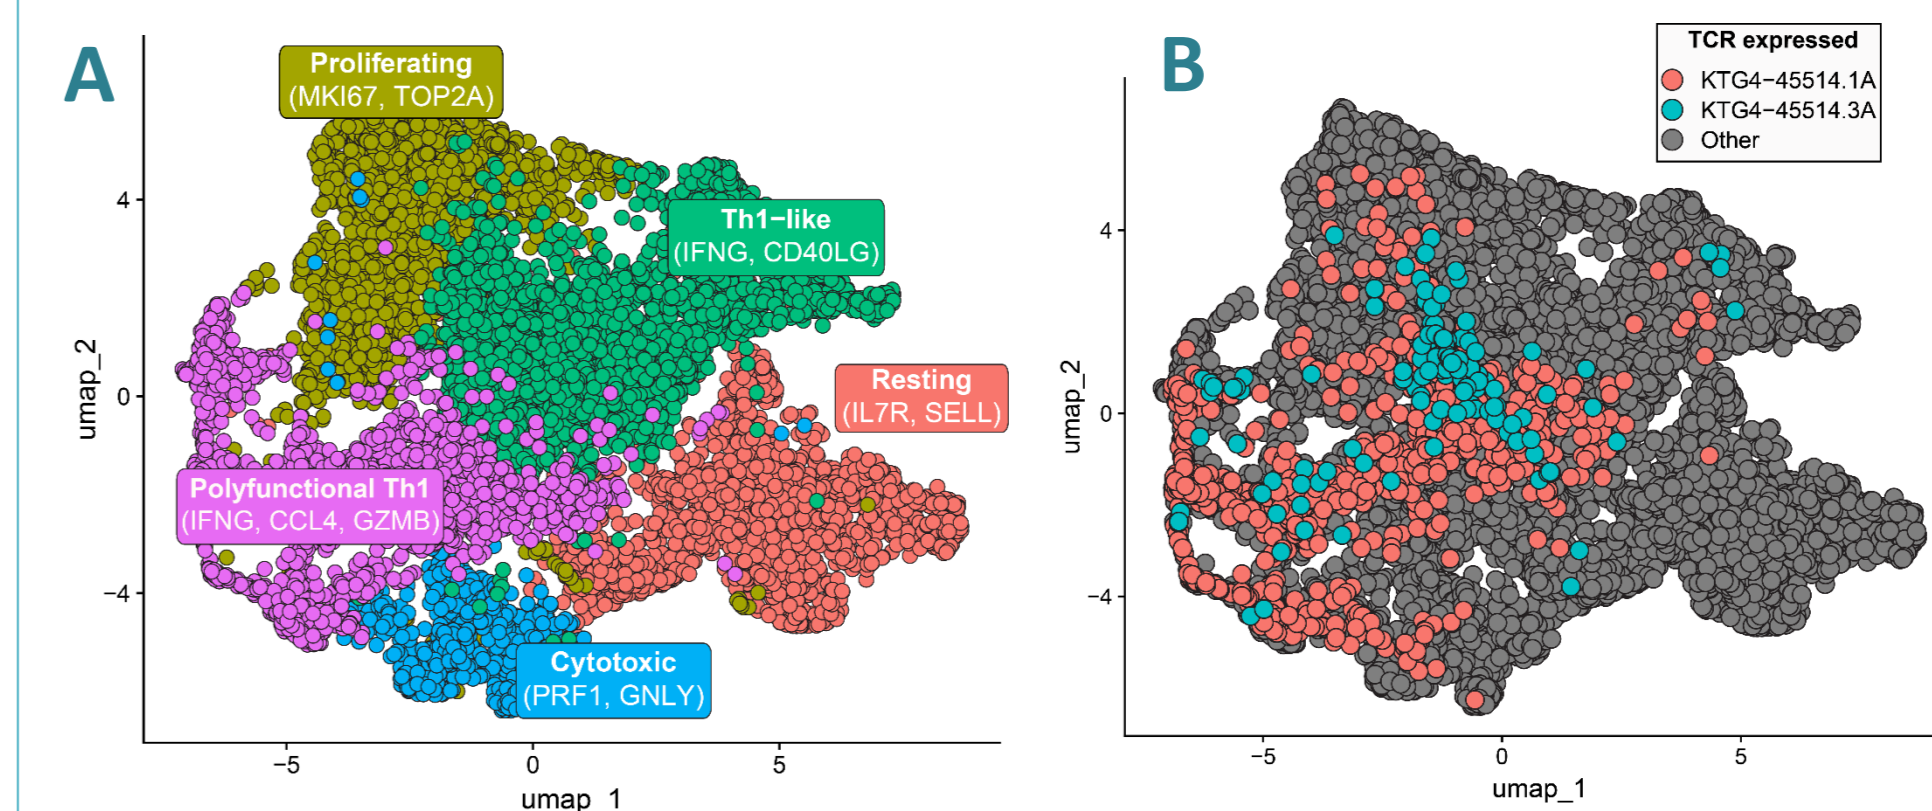 A
Proliferating
(MKI67, TOP2A)
Th1−like
(IFNG, CD40LG)
Resting
(IL7R, SELL)
Polyfunctional Th1
(IFNG, CCL4, GZMB)
Cytotoxic
(PRF1, GNLY)
4
0
−4
umap_2
−5
0
5
umap_1
B
TCR expressed
KTG4−45514.1A
KTG4−45514.3A
Other
4
0
−4
umap_2
−5
0
5
umap_1